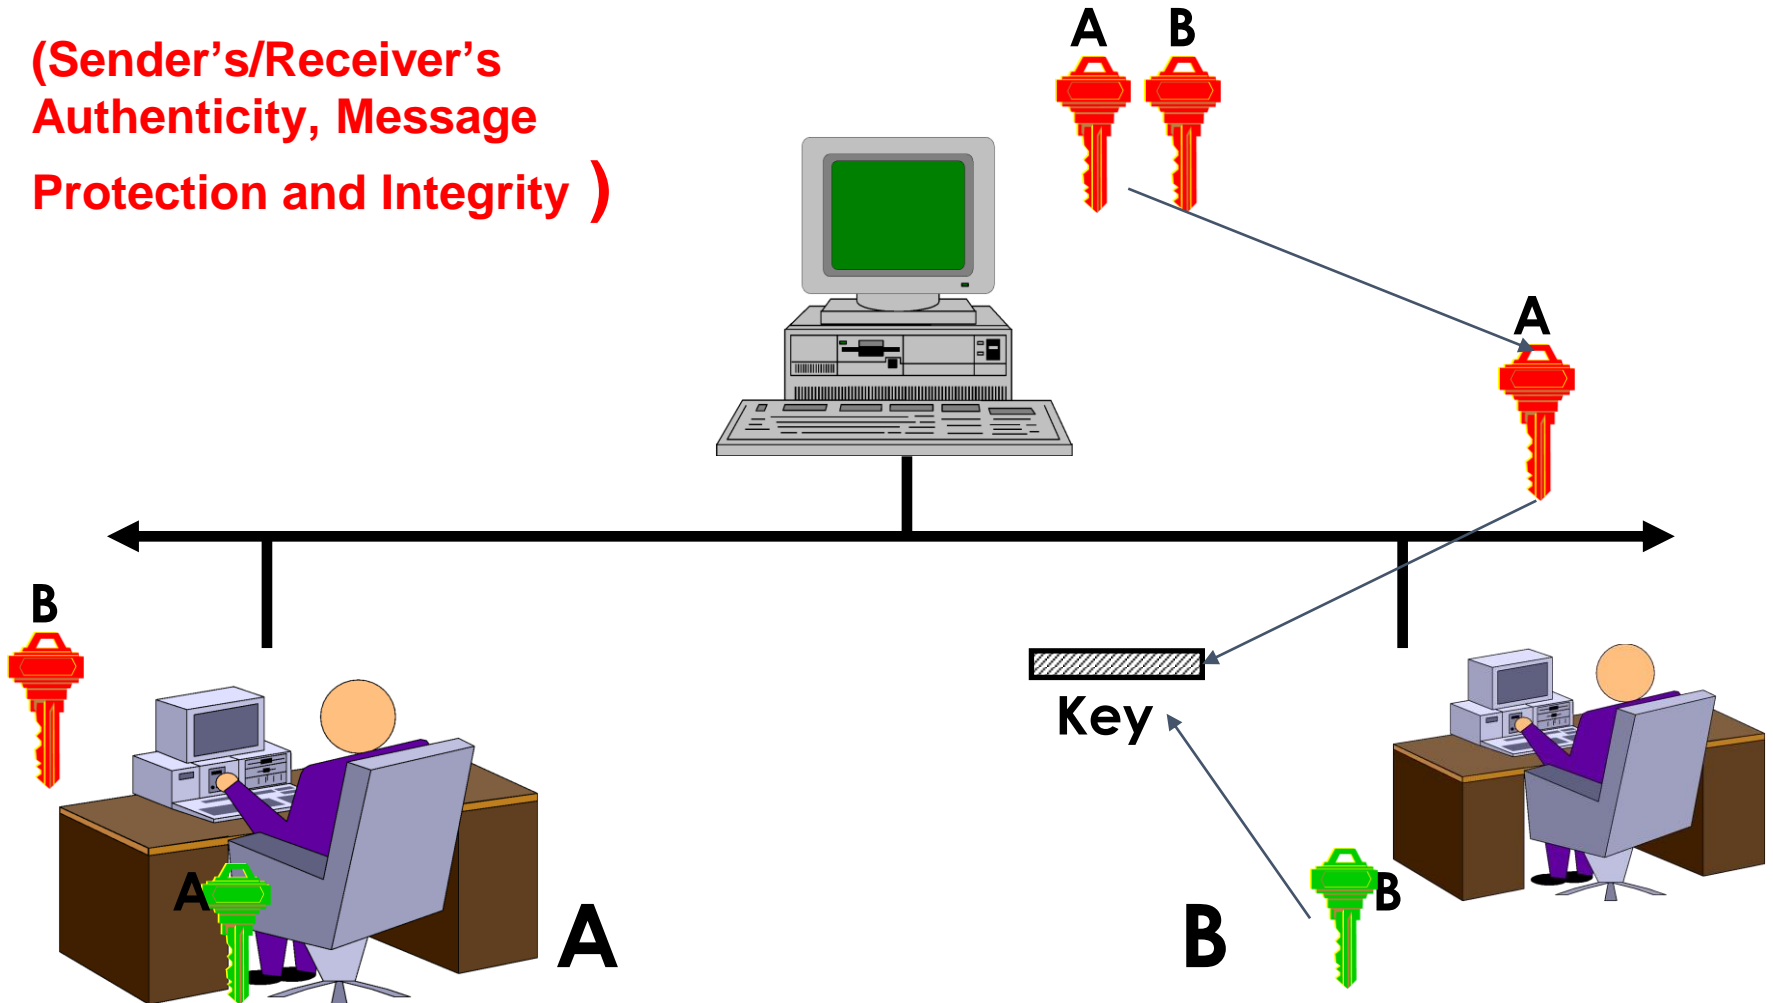 (Sender’s/Receiver’s
Authenticity, Message
Protection and Integrity )
A B
A
B
Key
A
B
A
B